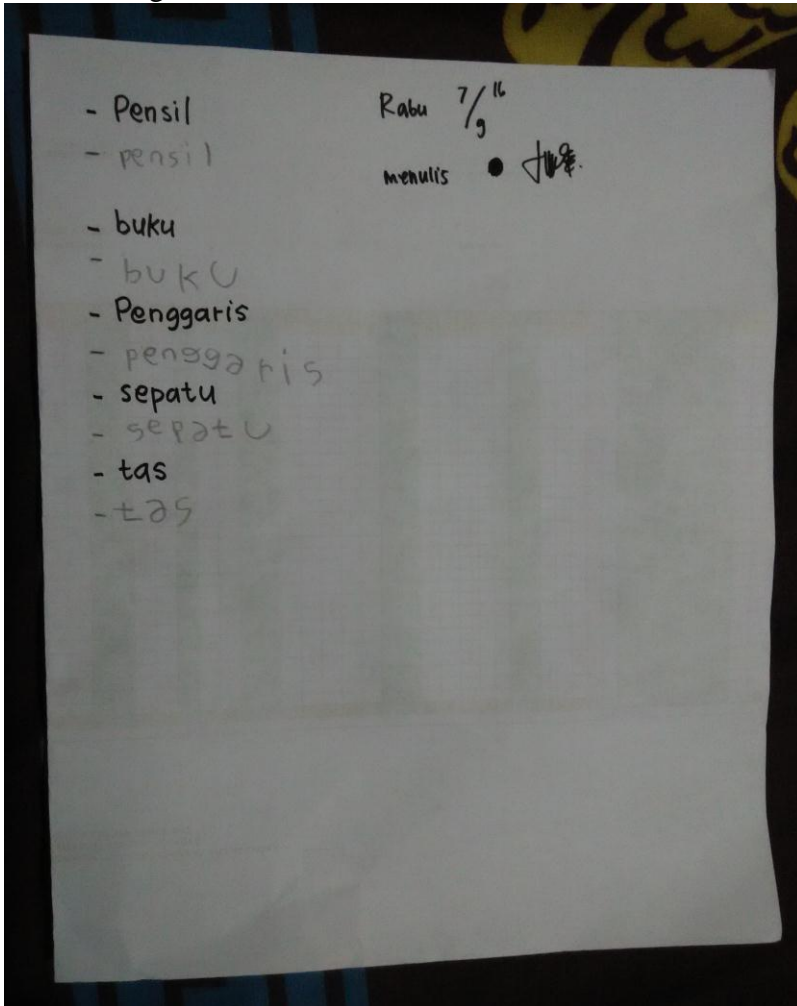 - Pensil
- pensil
- buku
- buku
- Penggaris
- penggaris
- sepatu
- sepatu
- tas
- tas
Rabu 7/9 16
menulis